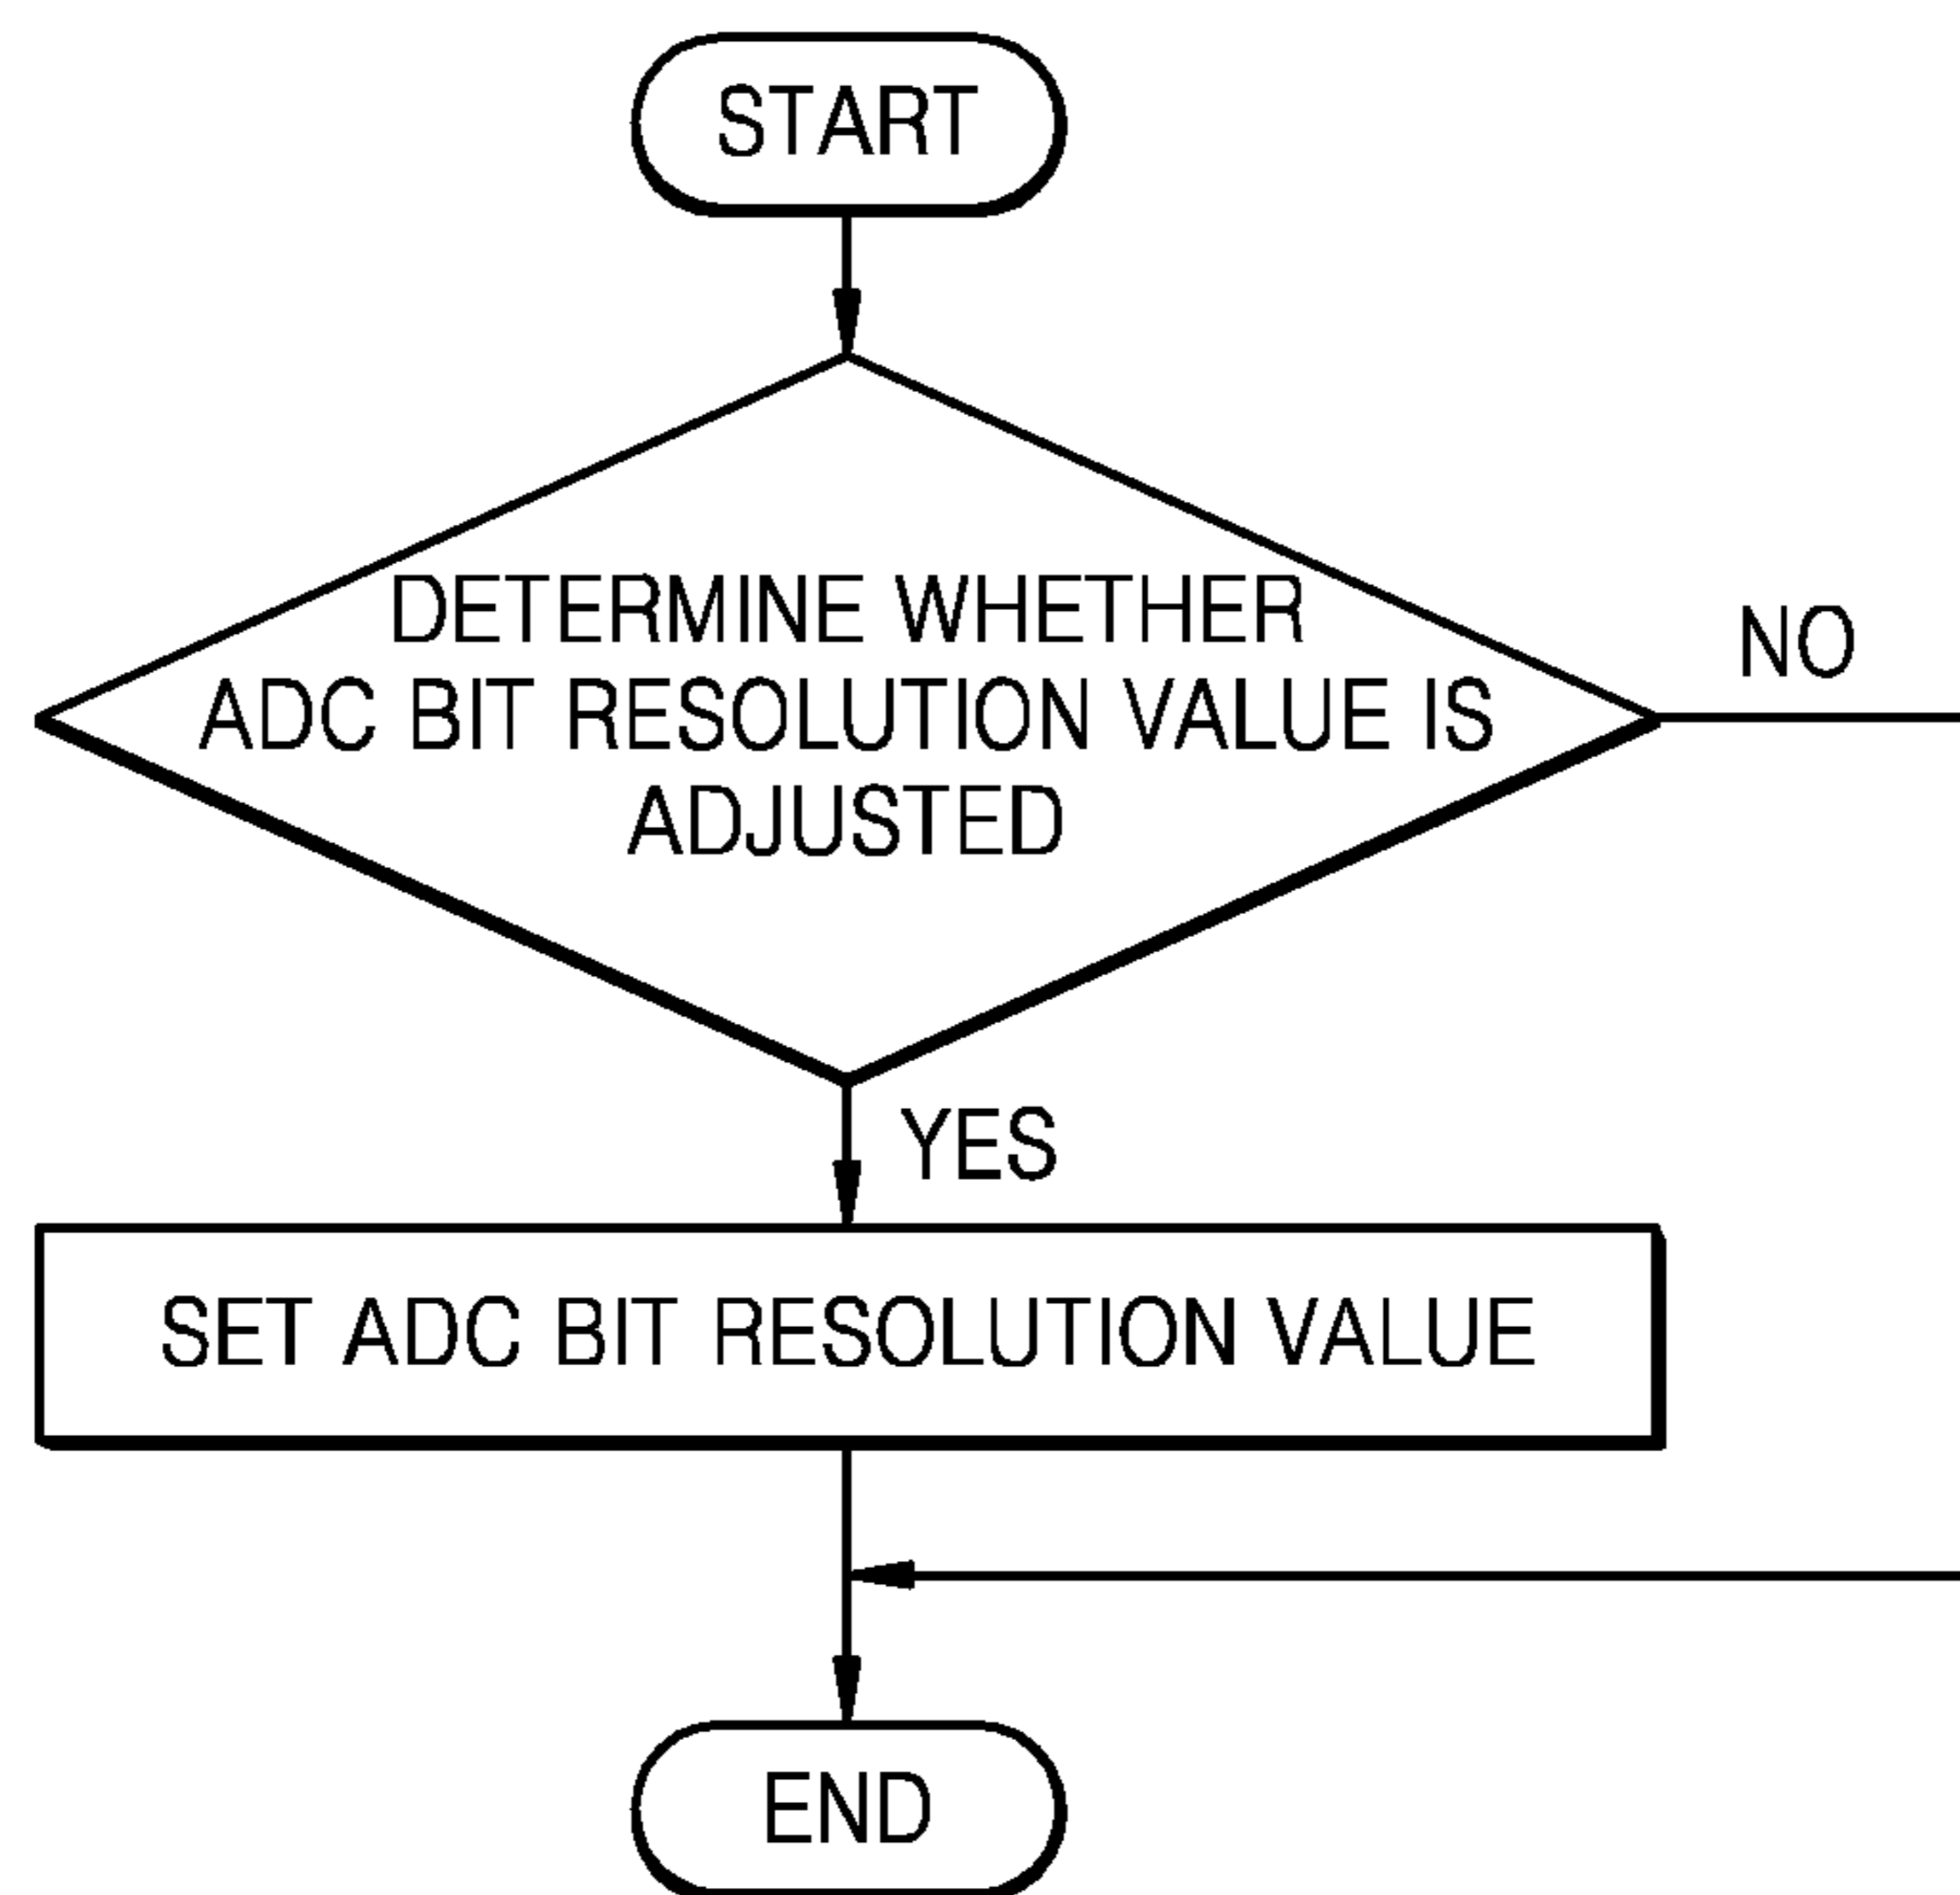 START
DETERMINE WHETHER
ADC BIT RESOLUTION VALUE IS
ADJUSTED
NO
YES
SET ADC BIT RESOLUTION VALUE
END